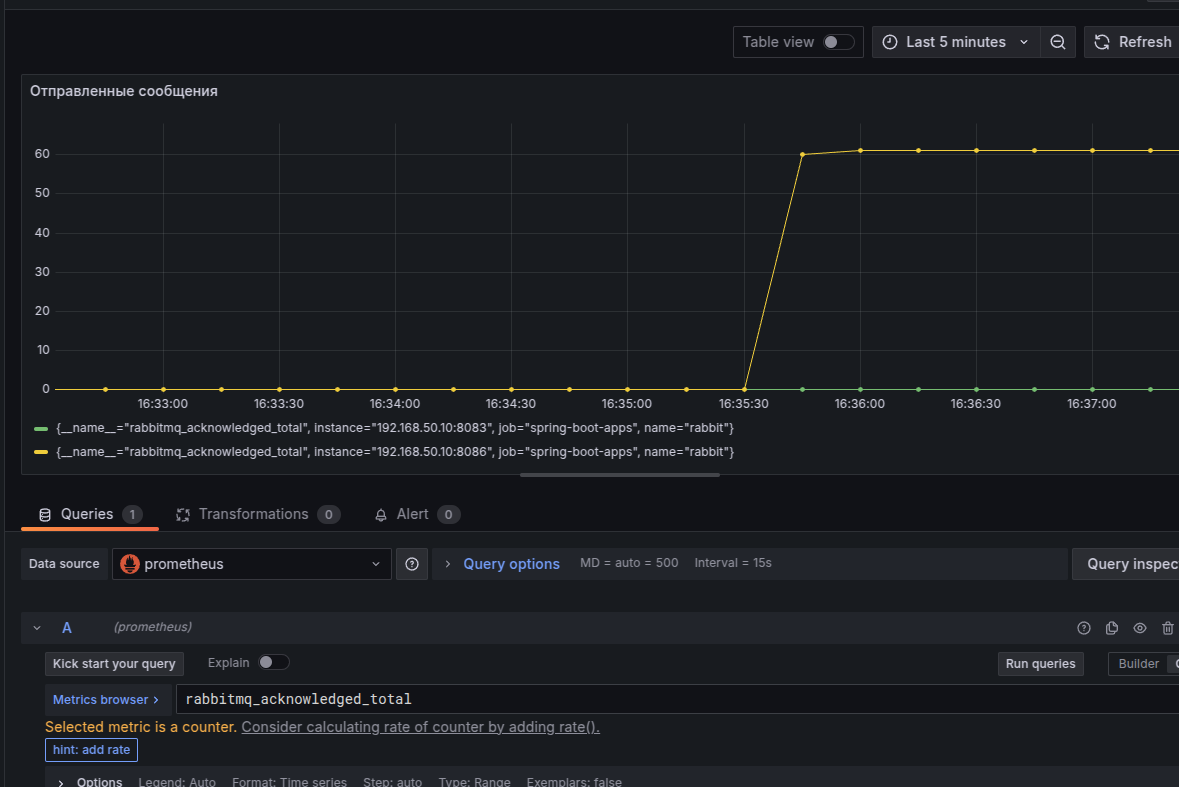 Table view Last 5 minutes Refresh
Отправленные сообщения
60
50
40
30
20
10
0
16:33:00 16:33:30 16:34:00 16:34:30 16:35:00 16:35:30 16:36:00 16:36:30 16:37:00
{__name__="rabbitmq_acknowledged_total", instance="192.168.50.10:8083", job="spring-boot-apps", name="rabbit"}
{__name__="rabbitmq_acknowledged_total", instance="192.168.50.10:8086", job="spring-boot-apps", name="rabbit"}
Queries 1 Transformations 0 Alert 0
Data source prometheus Query options MD = auto = 500 Interval = 15s Query inspec
A (prometheus)
Kick start your query Explain Run queries Builder
Metrics browser > rabbitmq_acknowledged_total
Selected metric is a counter. Consider calculating rate of counter by adding rate().
hint: add rate
Options Legend: Auto Format: Time series Step: auto Type: Range Exemplars: false